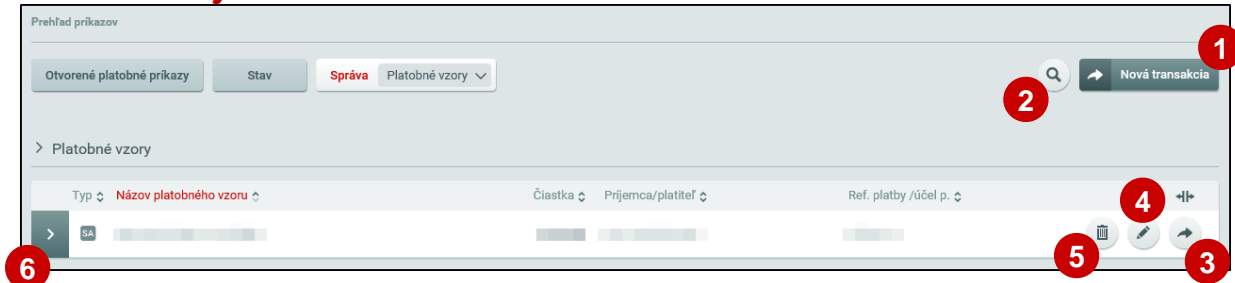 Prehľad príkazov
1
Otvorené platobné príkazy Stav Správa Platobné vzory Nová transakcia
2
Platobné vzory
Typ Názov platobného vzoru Čiastka Príjemca/platiteľ Ref. platby /účel p.
4
SA
6 5 3